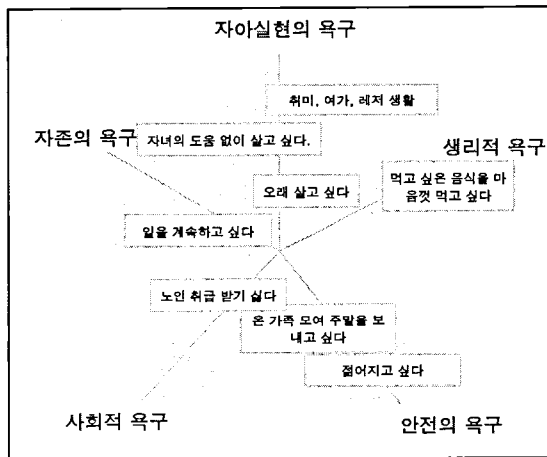 자아실현의 욕구
취미, 여가, 레저 생활
자존의 욕구
자녀의 도움 없이 살고 싶다.
생리적 욕구
먹고 싶은 음식을 마
음껏 먹고 싶다
오래 살고 싶다
일을 계속하고 싶다
노인 취급 받기 싫다
온 가족 모여 주말을 보
내고 싶다
젊어지고 싶다
사회적 욕구
안전의 욕구